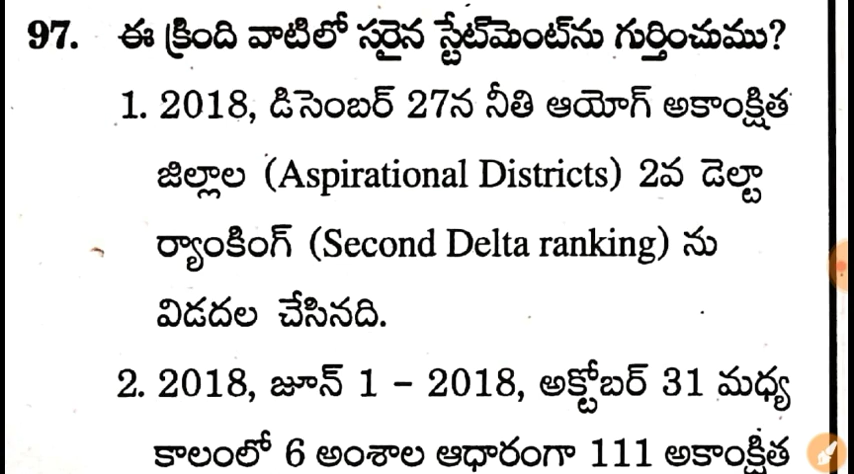 97. ఈ క్రింది వాటిలో సరైన స్టేట్‌మెంట్‌ను గుర్తించుము?
1. 2018, డిసెంబర్ 27న నీతి ఆయోగ్ అకాంక్షిత
జిల్లాల (Aspirational Districts) 2వ డెల్టా
ర్యాంకింగ్ (Second Delta ranking) ను
విడదల చేసినది.
2. 2018, జూన్ 1 - 2018, అక్టోబర్ 31 మధ్య
కాలంలో 6 అంశాల ఆధారంగా 111 అకాంక్షిత